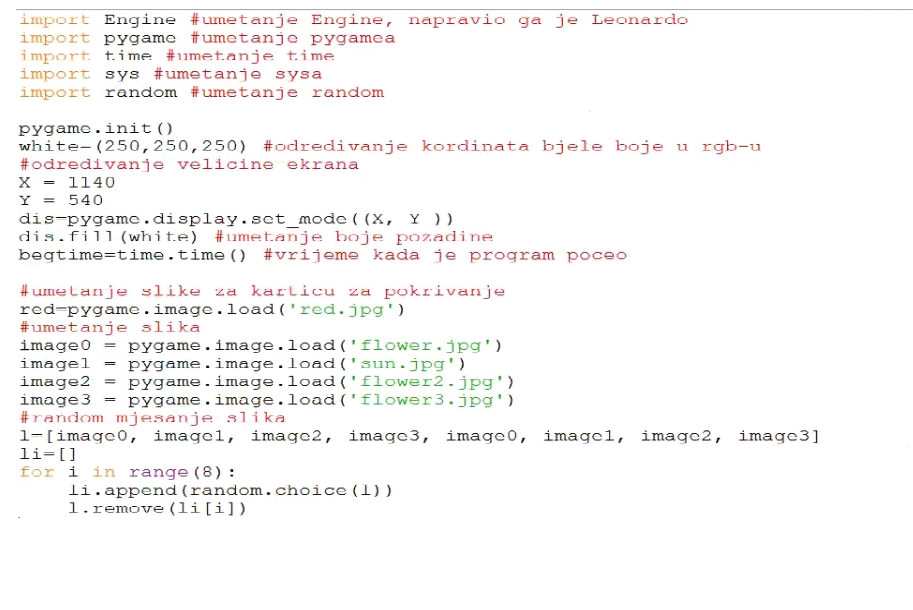 import Engine #umetanje Engine, napravio ga je Leonardo
import pygame #umetanje pygamea
import time #umetanje time
import sys #umetanje sysa
import random #umetanje random
pygame.init()
white=(250,250,250) #odredivanje kordinata bjele boje u rgb-u
#odredivanje velicine ekrana
X = 1140
Y = 540
dis=pygame.display.set_mode((X, Y ))
dis.fill(white) #umetanje boje pozadine
begtime=time.time() #vrijeme kada je program poceo
#umetanje slike za karticu za pokrivanje
red=pygame.image.load('red.jpg')
#umetanje slika
image0 = pygame.image.load('flower.jpg')
image1 = pygame.image.load('sun.jpg')
image2 = pygame.image.load('flower2.jpg')
image3 = pygame.image.load('flower3.jpg')
#random mjesanje slika
l=[image0, image1, image2, image3, image0, image1, image2, image3]
li=[]
for i in range(8):
    li.append(random.choice(l))
    l.remove(li[i])